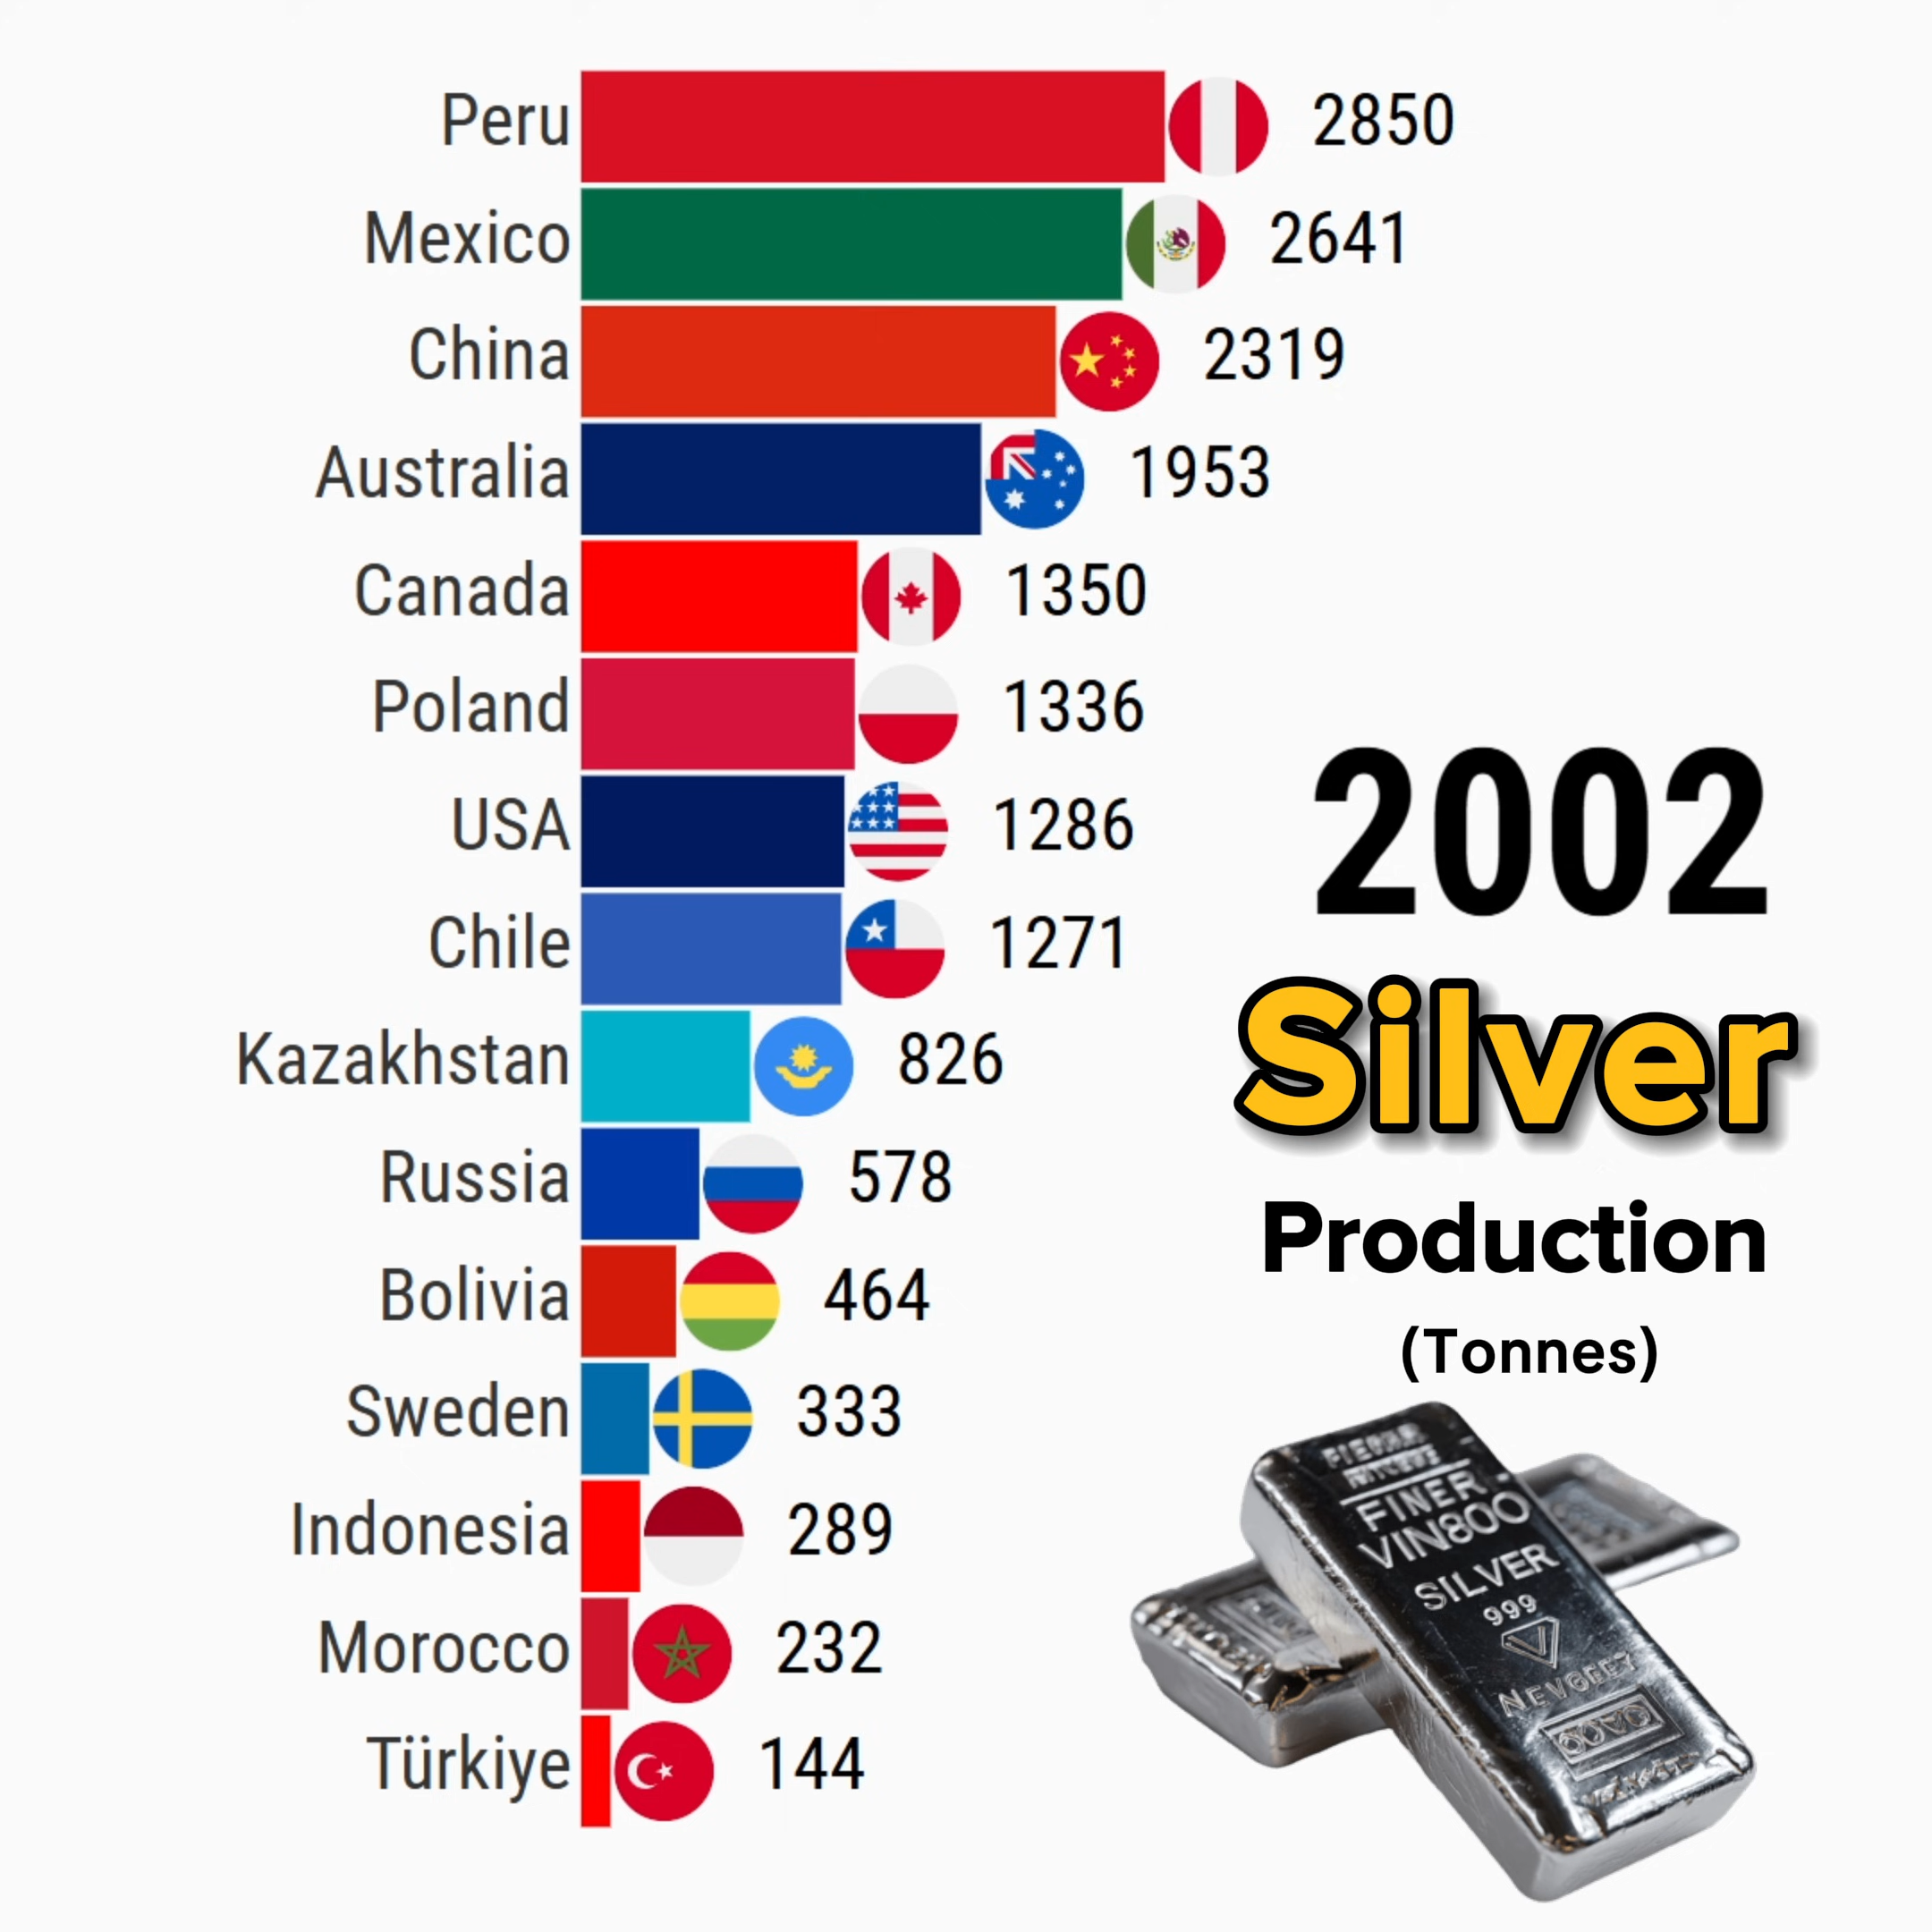 Peru 2850
Mexico 2641
China 2319
Australia 1953
Canada 1350
Poland 1336
USA 1286
Chile 1271
Kazakhstan 826
Russia 578
Bolivia 464
Sweden 333
Indonesia 289
Morocco 232
Türkiye 144
2002
Silver
Production
(Tonnes)
FINER
VIN800
SILVER
999